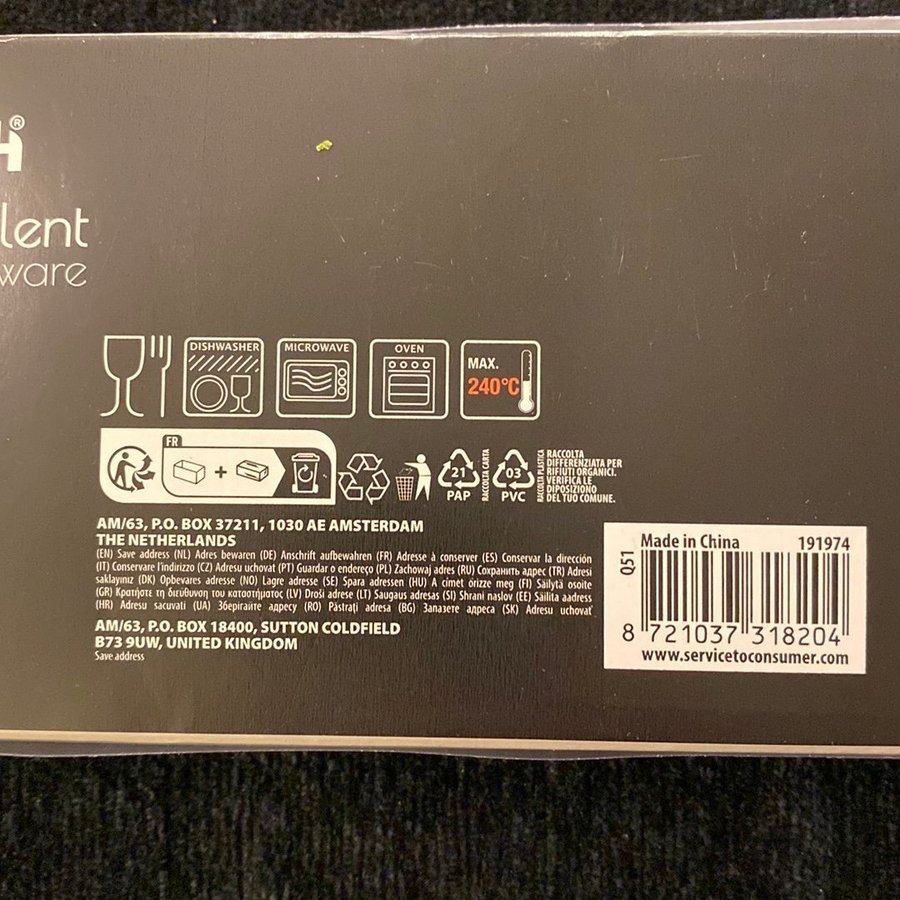 H®
lent
ware
DISHWASHER
MICROWAVE
OVEN
MAX.
240°C
FR
21
PAP
RACCOLTA CARTA
03
PVC
RACCOLTA PLASTICA
RACCOLTA
DIFFERENZIATA PER
RIFIUTI ORGANICI.
VERIFICA LE
DIPOSIZIONO
DEL TUO COMUNE.
AM/63, P.O. BOX 37211, 1030 AE AMSTERDAM
THE NETHERLANDS
(EN) Save address (NL) Adres bewaren (DE) Anschrift aufbewahren (FR) Adresse à conserver (ES) Conservar la dirección
(IT) Conservare l'indirizzo (CZ) Adresu uchovat (PT) Guardar o endereço (PL) Zachowaj adres (RU) Сохранить адрес (TR) Adresi
saklayınız (DK) Opbevares adresse (NO) Lagre adresse (SE) Spara adressen (HU) A címet őrizze meg (FI) Säilytä osoite
(GR) Κρατήστε τη διεύθυνση του καταστήματος (LV) Droši adrese (LT) Saugaus adresas (SI) Shrani naslov (EE) Säilita aadress
(HR) Adresu sacuvati (UA) Зберігайте адресу (RO) Păstrați adresa (BG) Запазете адреса (SK) Adresu uchovať
AM/63, P.O. BOX 18400, SUTTON COLDFIELD
B73 9UW, UNITED KINGDOM
Save address
Made in China 191974
Q51
8 721037 318204
www.servicetoconsumer.com